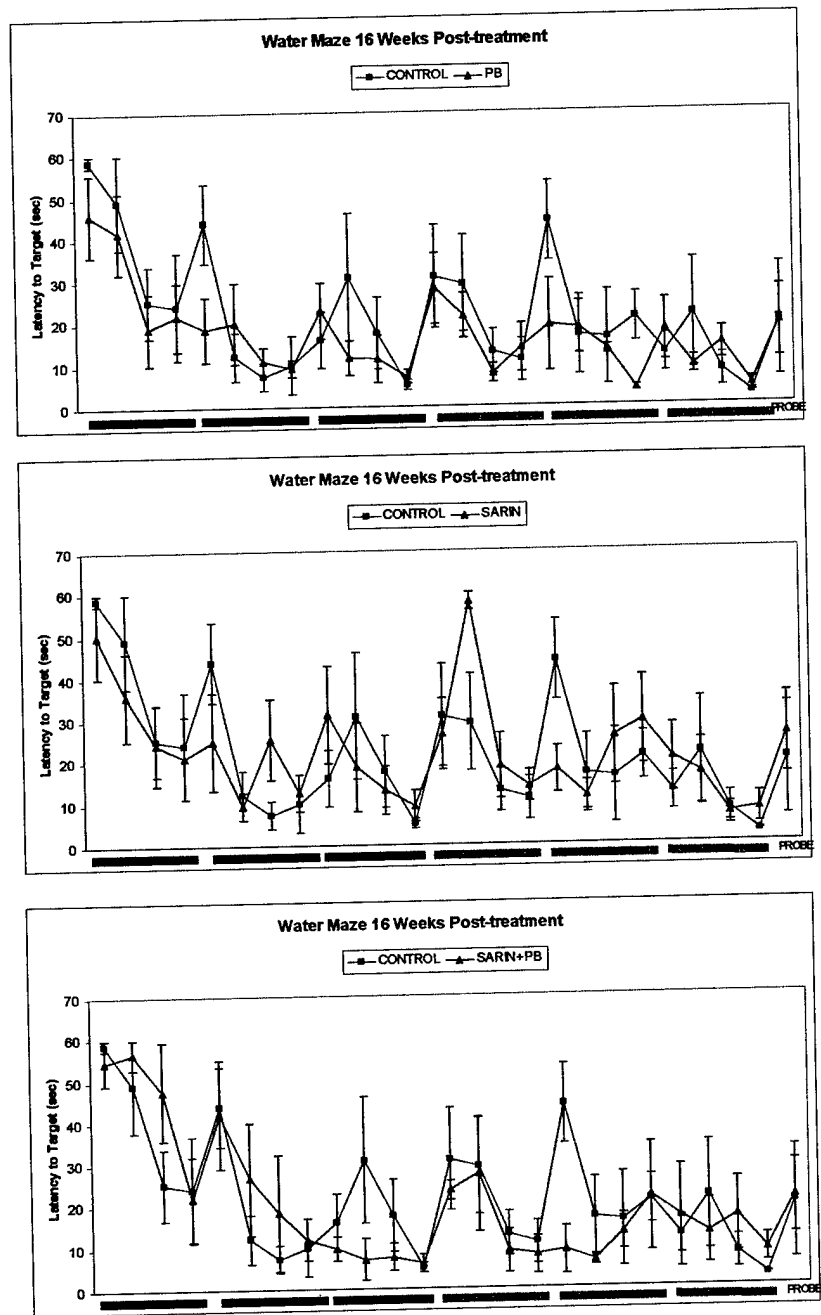 Water Maze 16 Weeks Post-treatment
CONTROL PB
Latency to Target (sec)
70
60
50
40
30
20
10
0
PROBE
Water Maze 16 Weeks Post-treatment
CONTROL SARIN
Latency to Target (sec)
70
60
50
40
30
20
10
0
PROBE
Water Maze 16 Weeks Post-treatment
CONTROL SARIN+PB
Latency to Target (sec)
70
60
50
40
30
20
10
0
PROBE